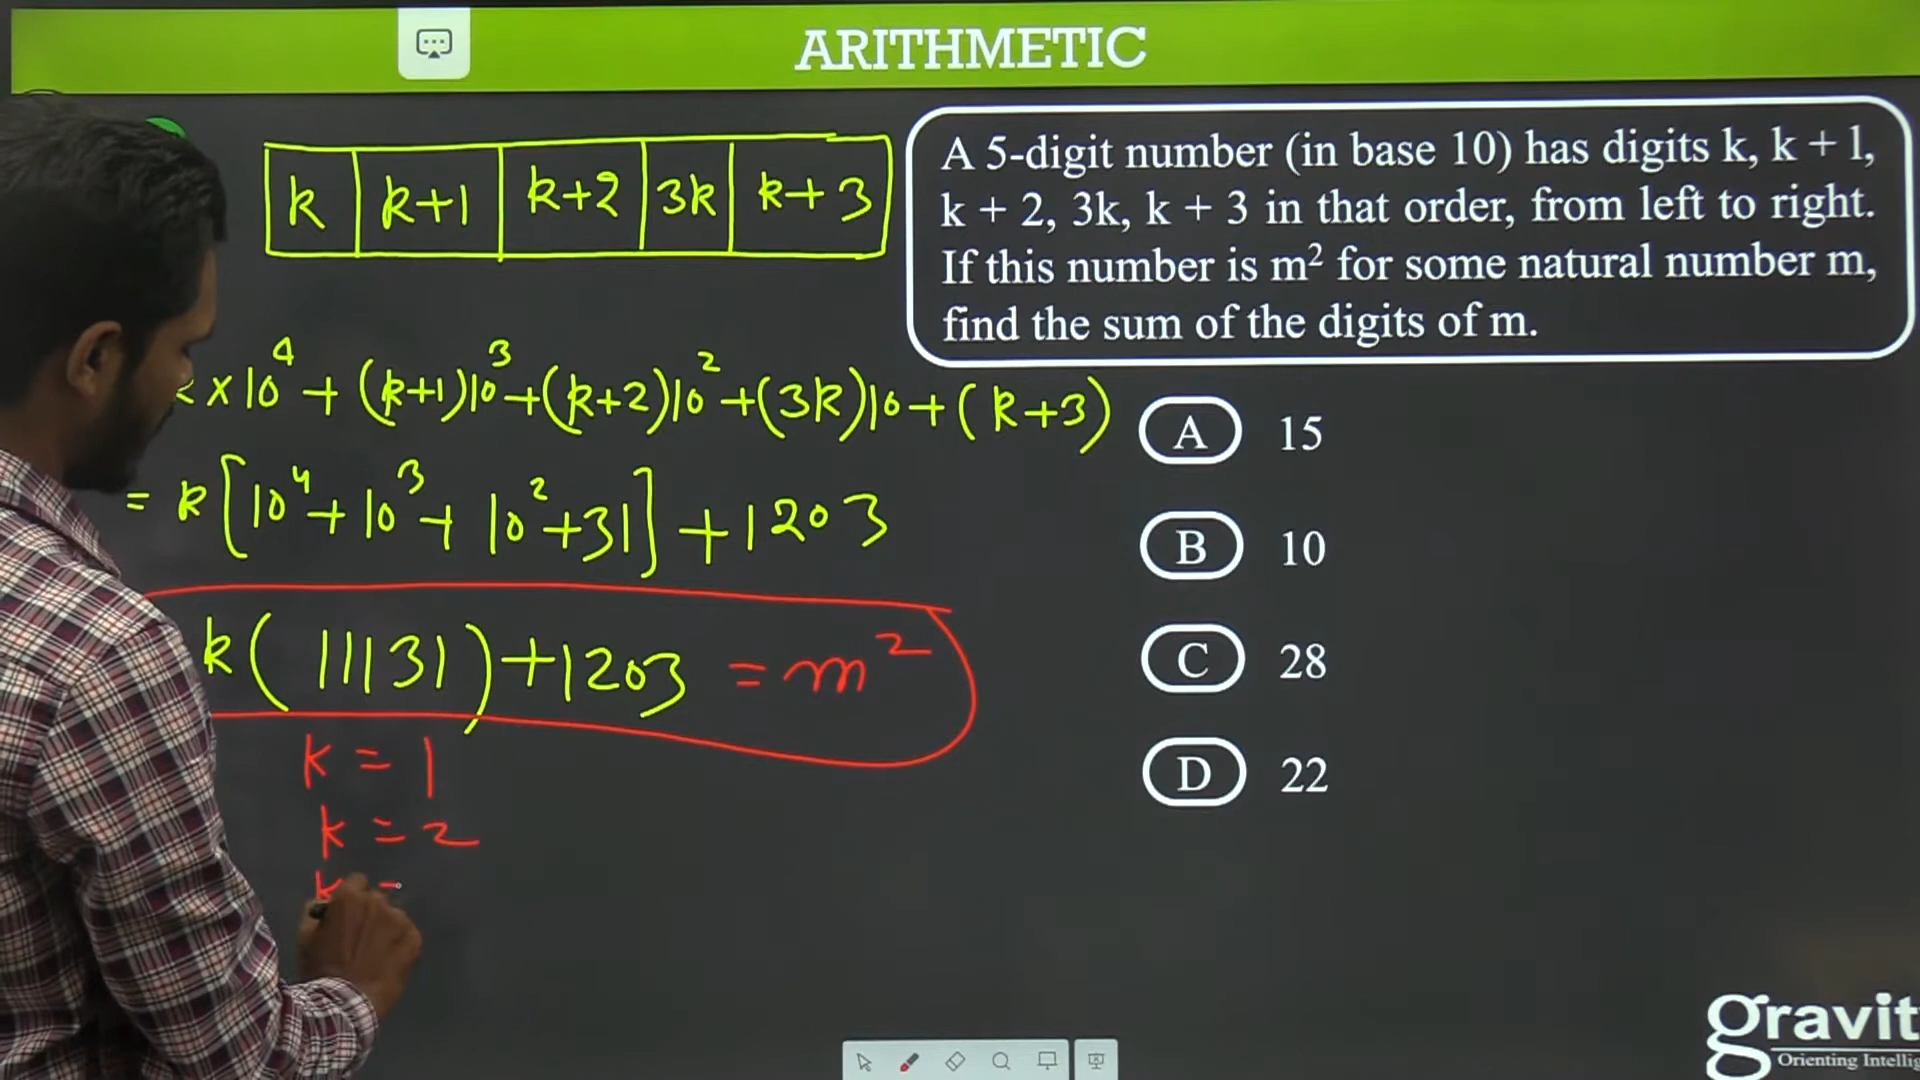 ARITHMETIC
k k+1 k+2 3k k+3
A 5-digit number (in base 10) has digits k, k + 1,
k + 2, 3k, k + 3 in that order, from left to right.
If this number is m² for some natural number m,
find the sum of the digits of m.
×10⁴ + (k+1)10³ + (k+2)10² + (3k)10 + (k+3)
= k[10⁴ + 10³ + 10² + 31] + 1203
k(11131) + 1203 = m²
k = 1
k = 2
k =
A 15
B 10
C 28
D 22
gravit
Orienting Intellig